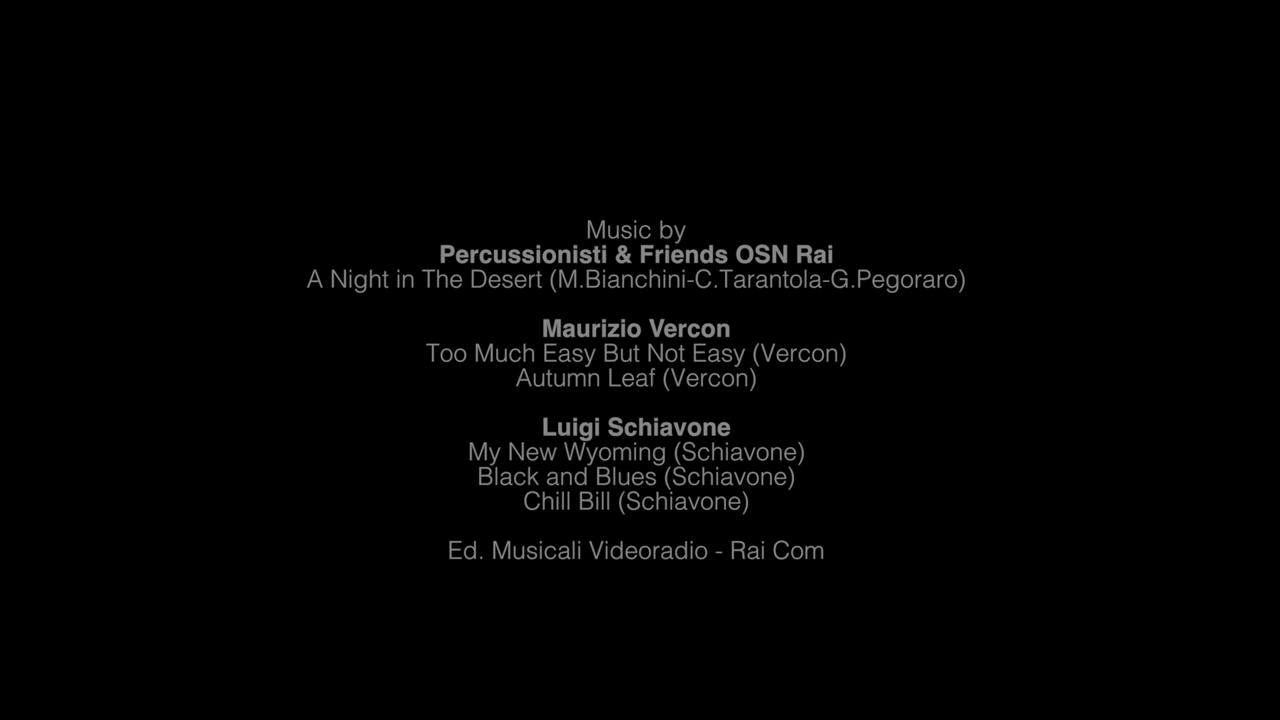 Music by
Percussionisti & Friends OSN Rai
A Night in The Desert (M.Bianchini-C.Tarantola-G.Pegoraro)
Maurizio Vercon
Too Much Easy But Not Easy (Vercon)
Autumn Leaf (Vercon)
Luigi Schiavone
My New Wyoming (Schiavone)
Black and Blues (Schiavone)
Chill Bill (Schiavone)
Ed. Musicali Videoradio - Rai Com